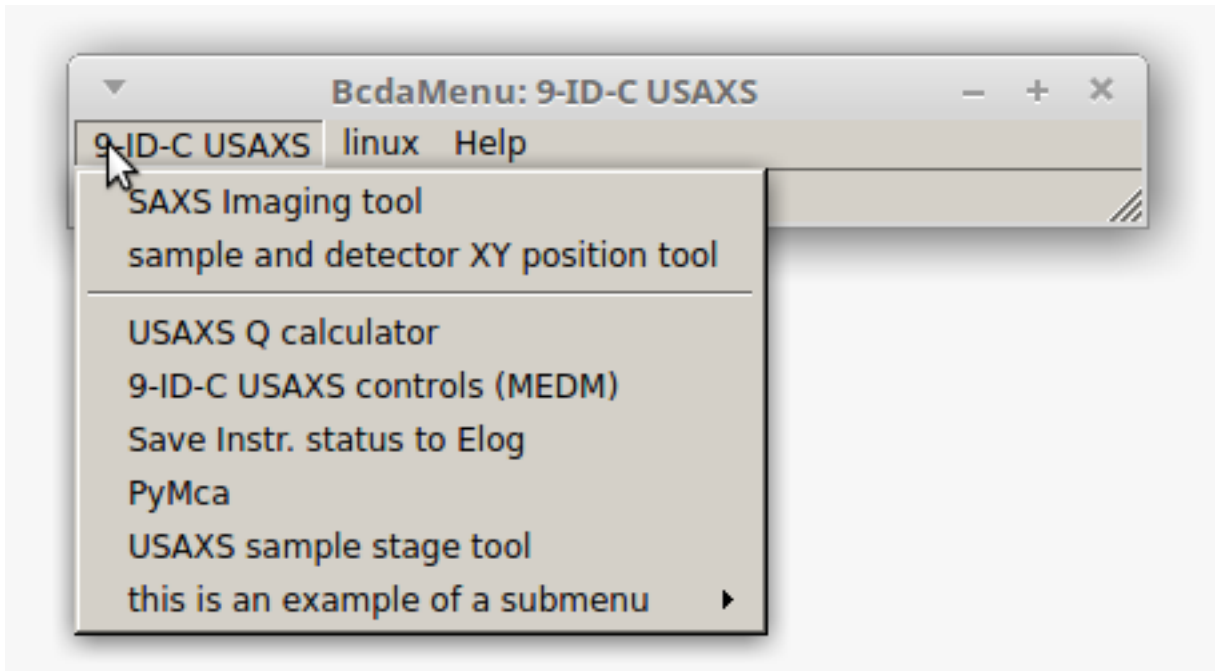 BcdaMenu: 9-ID-C USAXS
9-ID-C USAXS linux Help
SAXS Imaging tool
sample and detector XY position tool
USAXS Q calculator
9-ID-C USAXS controls (MEDM)
Save Instr. status to Elog
PyMca
USAXS sample stage tool
this is an example of a submenu